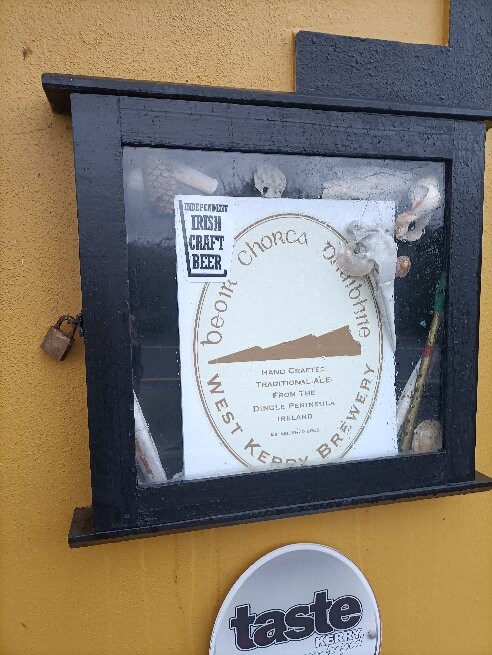 INDEPENDENT
IRISH
CRAFT
BEER
beoir chorca dhuibhne
HAND CRAFTED
TRADITIONAL ALE
FROM THE
DINGLE PENINSULA
IRELAND
WEST KERRY BREWERY
taste
KERRY